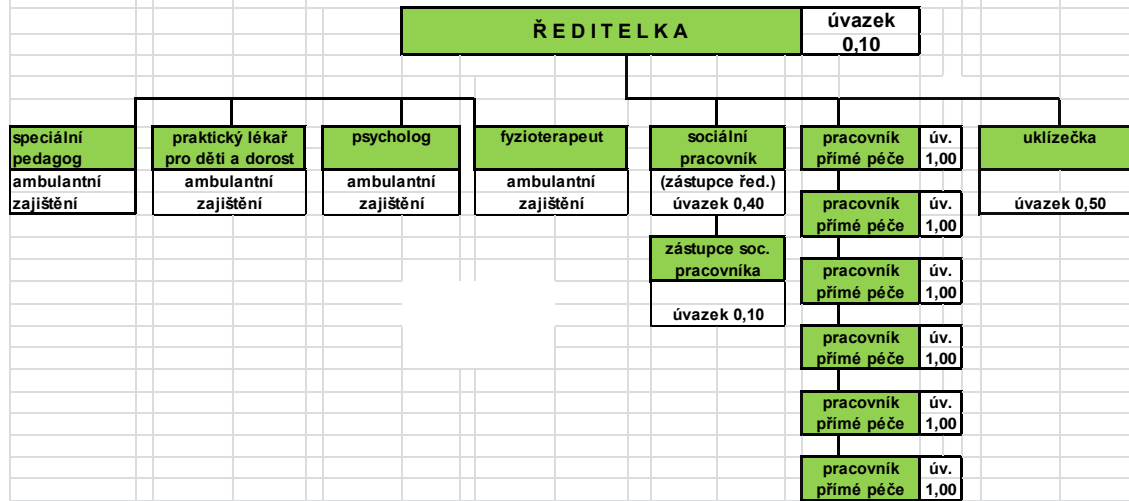 Ř E D I T E L K A
úvazek
0,10
speciální
pedagog
ambulantní
zajištění
praktický lékař
pro děti a dorost
ambulantní
zajištění
psycholog
ambulantní
zajištění
fyzioterapeut
ambulantní
zajištění
sociální
pracovník
(zástupce řed.)
úvazek 0,40
zástupce soc.
pracovníka
úvazek 0,10
pracovník
přímé péče
úv.
1,00
pracovník
přímé péče
úv.
1,00
pracovník
přímé péče
úv.
1,00
pracovník
přímé péče
úv.
1,00
pracovník
přímé péče
úv.
1,00
pracovník
přímé péče
úv.
1,00
uklízečka
úvazek 0,50